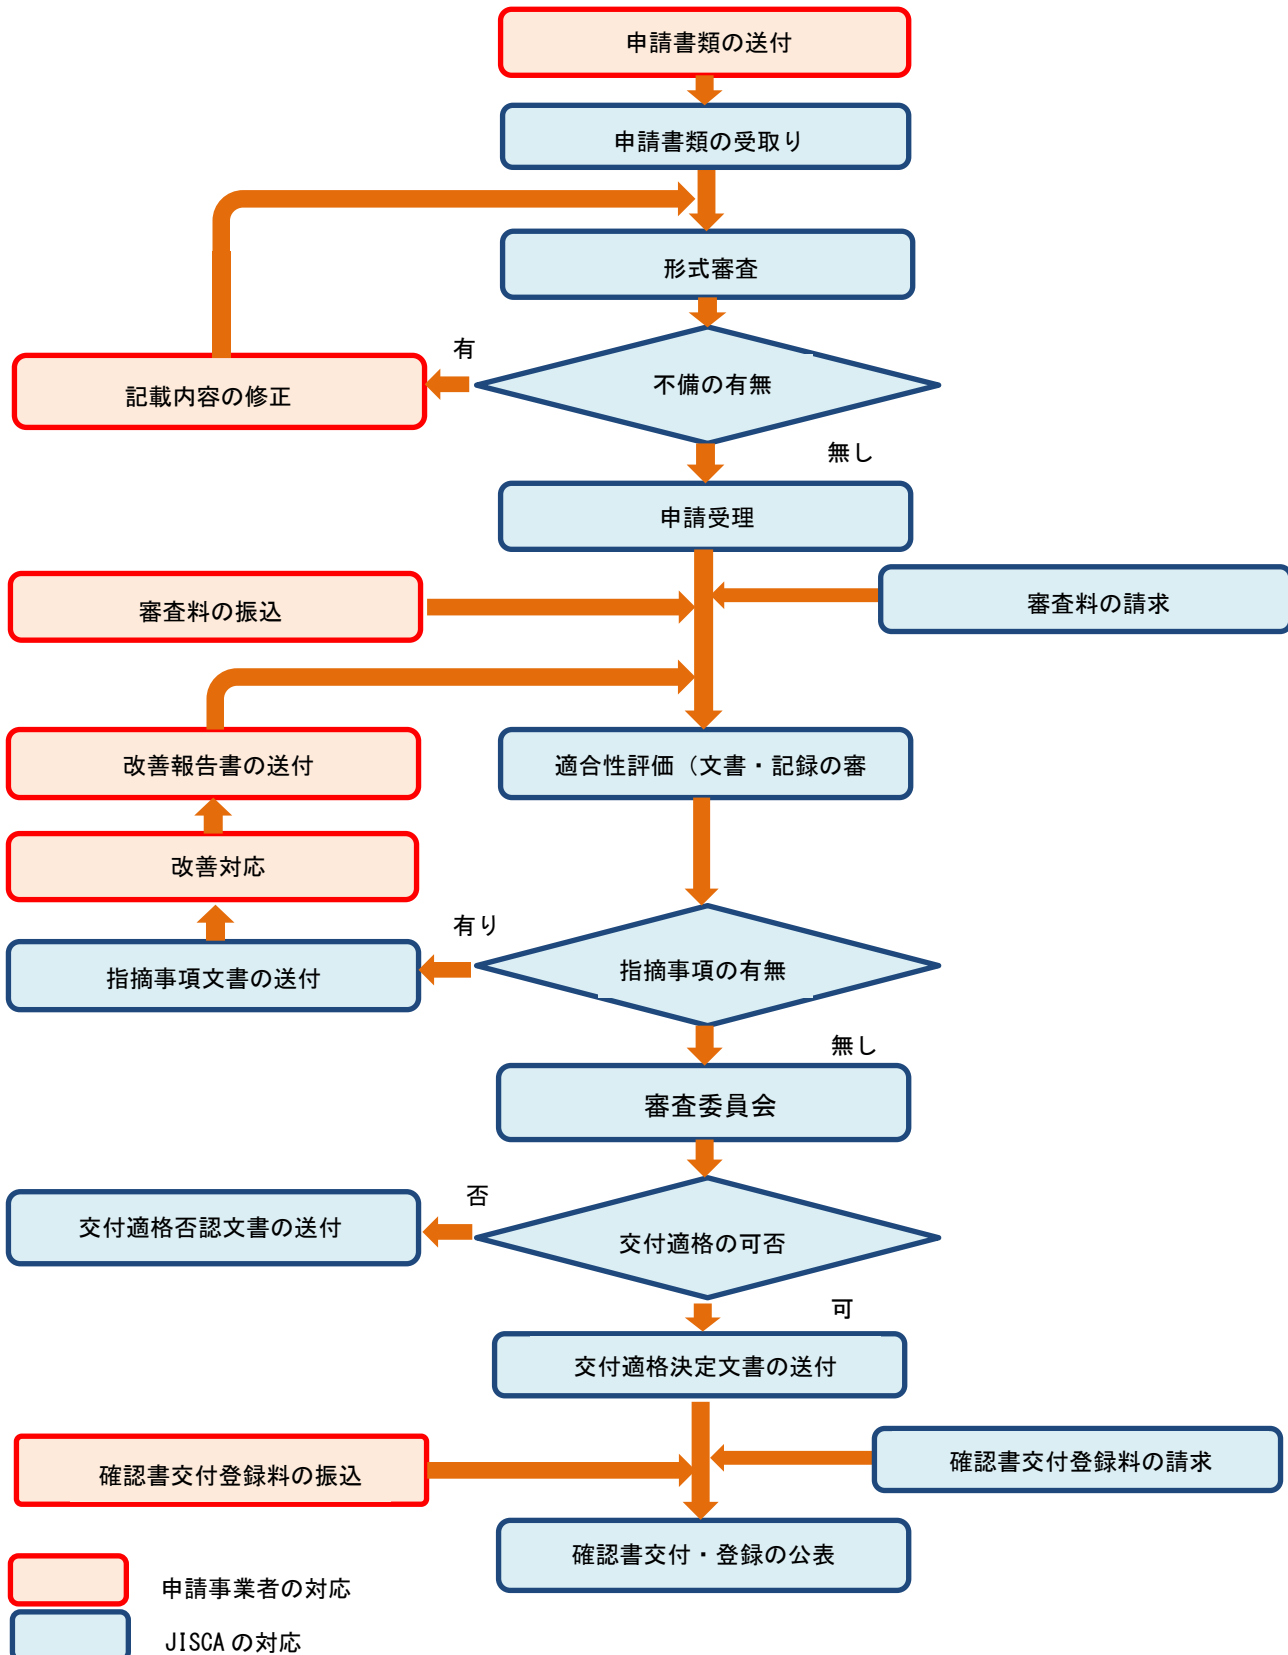 申請書類の送付
申請書類の受取り
形式審査
有
不備の有無
記載内容の修正
無し
申請受理
審査料の振込
審査料の請求
改善報告書の送付
適合性評価（文書・記録の審
改善対応
有り
指摘事項の有無
指摘事項文書の送付
無し
審査委員会
否
交付適格否認文書の送付
交付適格の可否
可
交付適格決定文書の送付
確認書交付登録料の振込
確認書交付登録料の請求
確認書交付・登録の公表
申請事業者の対応
JISCA の対応